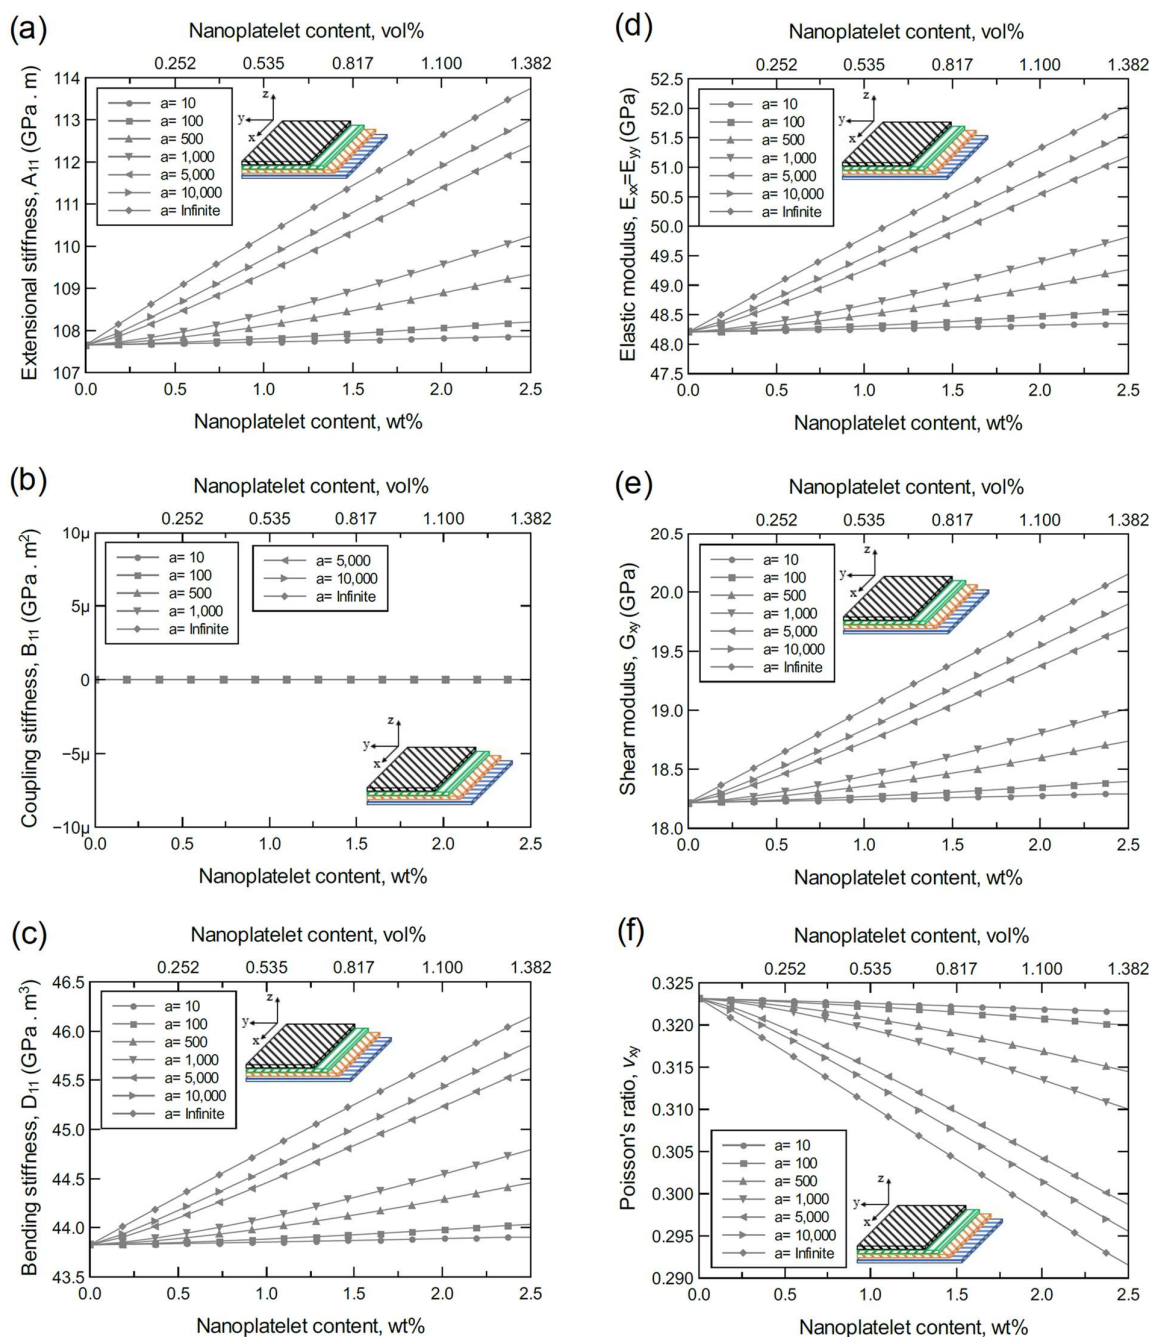 (a)
Nanoplatelet content, vol%
0.252 0.535 0.817 1.100 1.382
114
113
112
111
110
109
108
107
Extensional stiffness, A11 (GPa . m)
a= 10
a= 100
a= 500
a= 1,000
a= 5,000
a= 10,000
a= Infinite
z
y
x
0.0 0.5 1.0 1.5 2.0 2.5
Nanoplatelet content, wt%
(b)
Nanoplatelet content, vol%
0.252 0.535 0.817 1.100 1.382
10µ
5µ
0
−5µ
−10µ
Coupling stiffness, B11 (GPa . m²)
a= 10
a= 100
a= 500
a= 1,000
a= Infinite
a= 5,000
a= 10,000
a= Infinite
z
y
x
0.0 0.5 1.0 1.5 2.0 2.5
Nanoplatelet content, wt%
(c)
Nanoplatelet content, vol%
0.252 0.535 0.817 1.100 1.382
46.5
46.0
45.5
45.0
44.5
44.0
43.5
Bending stiffness, D11 (GPa . m³)
a= 10
a= 100
a= 500
a= 1,000
a= 5,000
a= 10,000
a= Infinite
z
y
x
0.0 0.5 1.0 1.5 2.0 2.5
Nanoplatelet content, wt%
(d)
Nanoplatelet content, vol%
0.252 0.535 0.817 1.100 1.382
52.5
52.0
51.5
51.0
50.5
50.0
49.5
49.0
48.5
48.0
47.5
Elastic modulus, Exx=Eyy (GPa)
a= 10
a= 100
a= 500
a= 1,000
a= 5,000
a= 10,000
a= Infinite
z
y
x
0.0 0.5 1.0 1.5 2.0 2.5
Nanoplatelet content, wt%
(e)
Nanoplatelet content, vol%
0.252 0.535 0.817 1.100 1.382
20.5
20.0
19.5
19.0
18.5
18.0
Shear modulus, Gxy (GPa)
a= 10
a= 100
a= 500
a= 1,000
a= 5,000
a= 10,000
a= Infinite
z
y
x
0.0 0.5 1.0 1.5 2.0 2.5
Nanoplatelet content, wt%
(f)
Nanoplatelet content, vol%
0.252 0.535 0.817 1.100 1.382
0.325
0.320
0.315
0.310
0.305
0.300
0.295
0.290
Poisson's ratio, νxy
a= 10
a= 100
a= 500
a= 1,000
a= 5,000
a= 10,000
a= Infinite
z
y
x
0.0 0.5 1.0 1.5 2.0 2.5
Nanoplatelet content, wt%